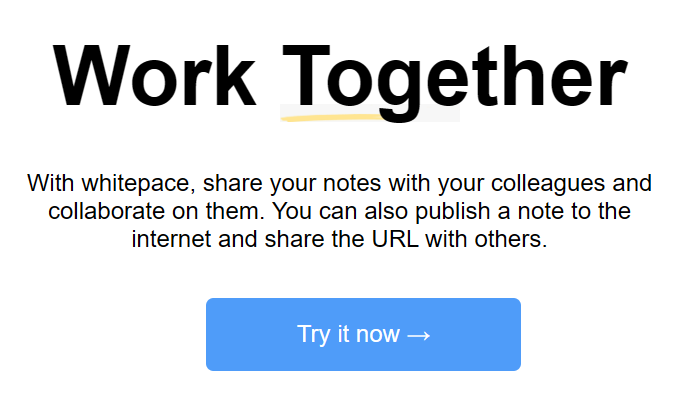 Work Together
With whitepace, share your notes with your colleagues and
collaborate on them. You can also publish a note to the
internet and share the URL with others.
Try it now →